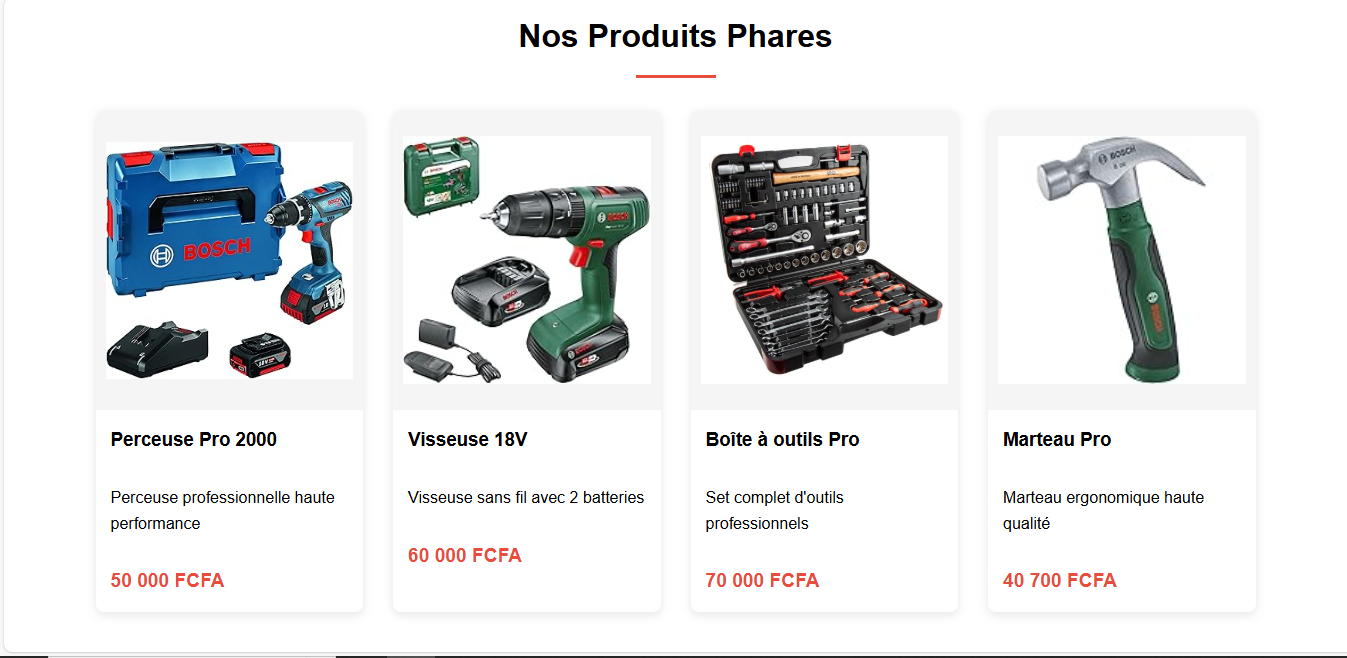 Nos Produits Phares
BOSCH
BOSCH
BOSCH
Perceuse Pro 2000
Visseuse 18V
Boîte à outils Pro
Marteau Pro
Perceuse professionnelle haute
performance
Visseuse sans fil avec 2 batteries
Set complet d'outils
professionnels
Marteau ergonomique haute
qualité
50 000 FCFA
60 000 FCFA
70 000 FCFA
40 700 FCFA